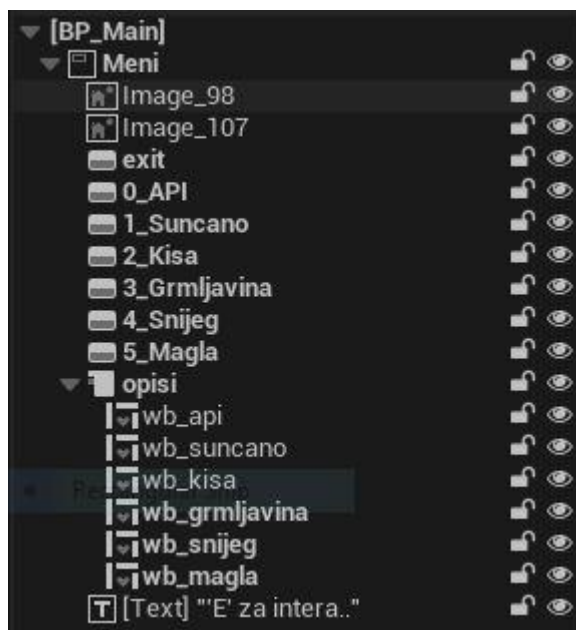 [BP_Main]
Meni
Image_98
Image_107
exit
0_API
1_Suncano
2_Kisa
3_Grmljavina
4_Snijeg
5_Magla
opisi
wb_api
wb_suncano
wb_kisa
wb_grmljavina
wb_snijeg
wb_magla
[Text] "'E' za intera.."